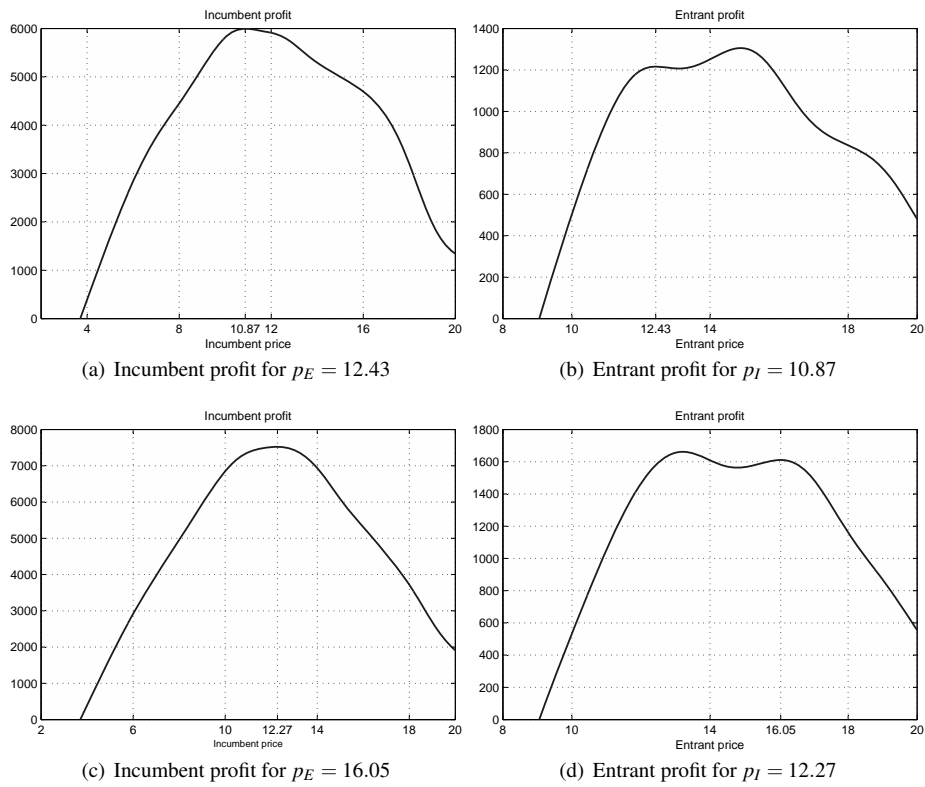 Incumbent profit
6000
5000
4000
3000
2000
1000
0
4 8 10.87 12 16 20
Incumbent price
(a) Incumbent profit for p_E = 12.43
Entrant profit
1400
1200
1000
800
600
400
200
0
8 10 12.43 14 18 20
Entrant price
(b) Entrant profit for p_I = 10.87
Incumbent profit
8000
7000
6000
5000
4000
3000
2000
1000
0
2 6 10 12.27 14 18 20
Incumbent price
(c) Incumbent profit for p_E = 16.05
Entrant profit
1800
1600
1400
1200
1000
800
600
400
200
0
8 10 14 16.05 18 20
Entrant price
(d) Entrant profit for p_I = 12.27